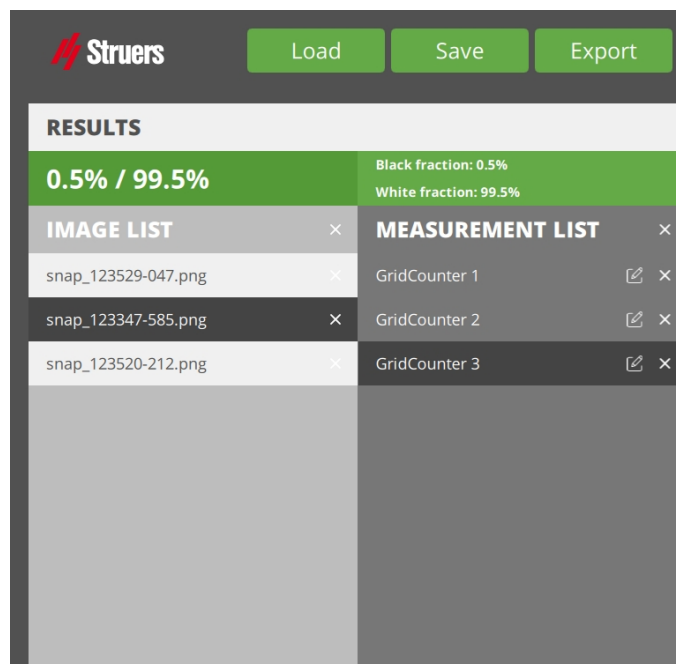 Struers
Load
Save
Export
RESULTS
0.5% / 99.5%
Black fraction: 0.5%
White fraction: 99.5%
IMAGE LIST
MEASUREMENT LIST
snap_123529-047.png
GridCounter 1
snap_123347-585.png
GridCounter 2
snap_123520-212.png
GridCounter 3